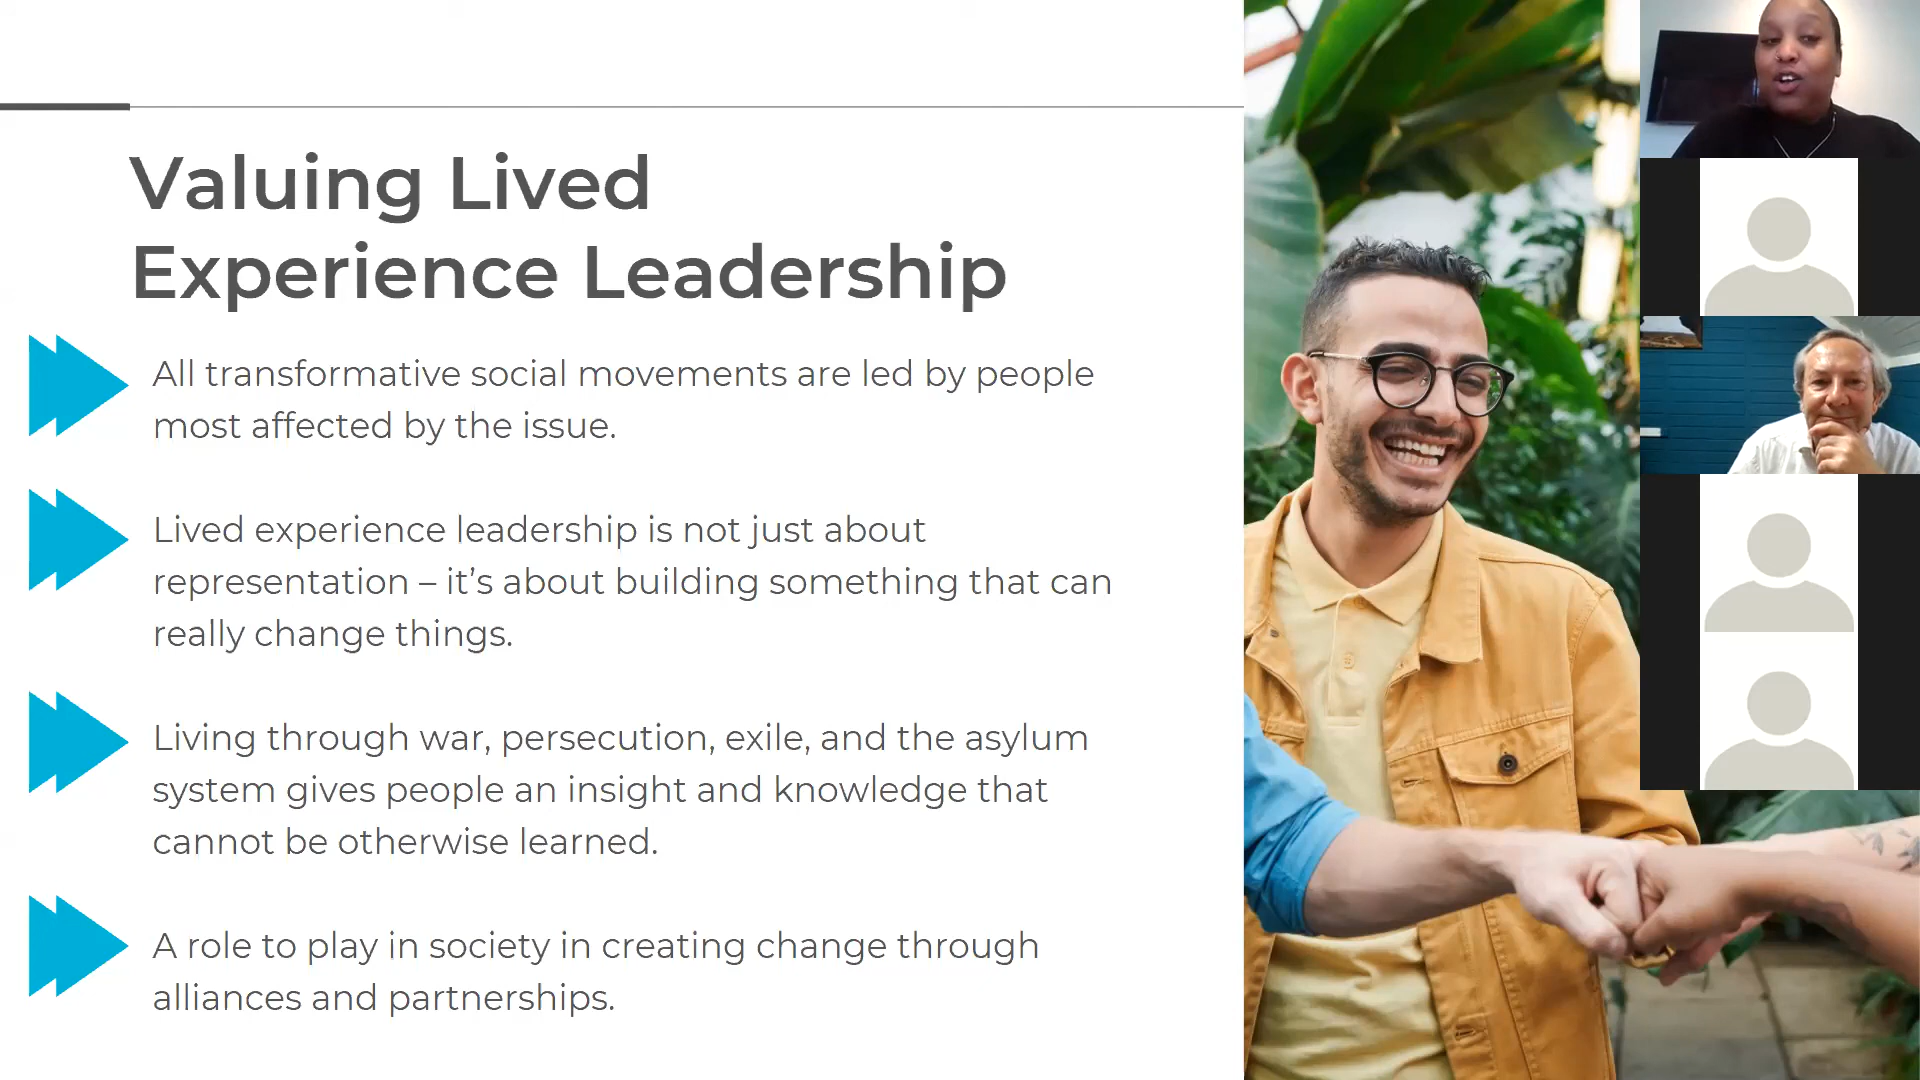 Valuing Lived
Experience Leadership
All transformative social movements are led by people
most affected by the issue.
Lived experience leadership is not just about
representation – it’s about building something that can
really change things.
Living through war, persecution, exile, and the asylum
system gives people an insight and knowledge that
cannot be otherwise learned.
A role to play in society in creating change through
alliances and partnerships.